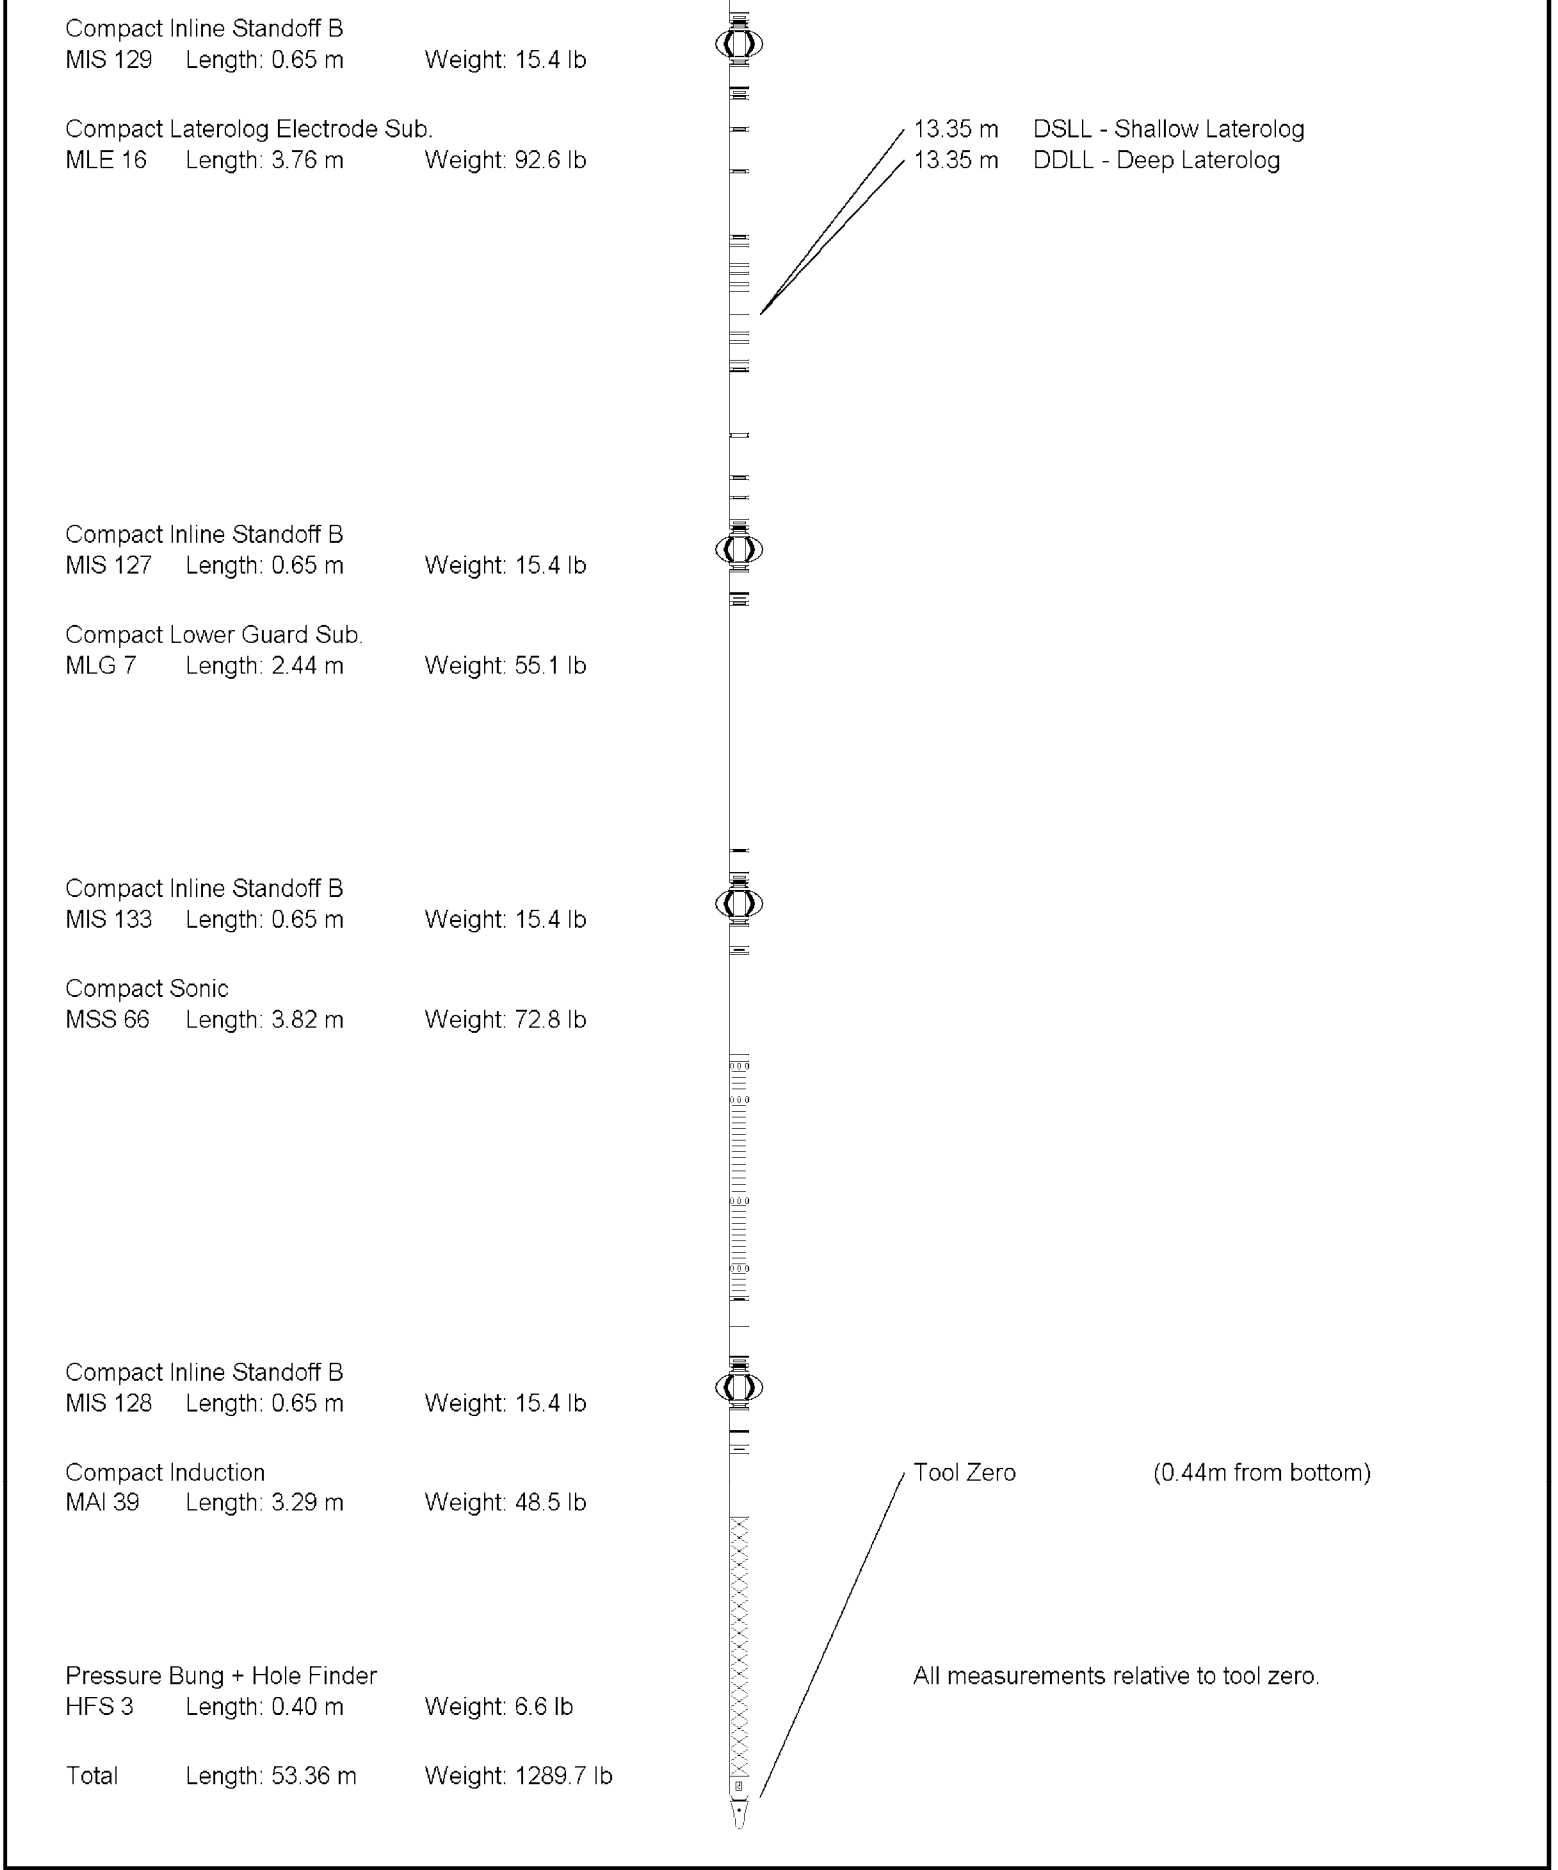 Compact Inline Standoff B
MIS 129 Length: 0.65 m Weight: 15.4 lb
Compact Laterolog Electrode Sub. 13.35 m DSLL - Shallow Laterolog
MLE 16 Length: 3.76 m Weight: 92.6 lb 13.35 m DDLL - Deep Laterolog
Compact Inline Standoff B
MIS 127 Length: 0.65 m Weight: 15.4 lb
Compact Lower Guard Sub.
MLG 7 Length: 2.44 m Weight: 55.1 lb
Compact Inline Standoff B
MIS 133 Length: 0.65 m Weight: 15.4 lb
Compact Sonic
MSS 66 Length: 3.82 m Weight: 72.8 lb
Compact Inline Standoff B
MIS 128 Length: 0.65 m Weight: 15.4 lb
Compact Induction Tool Zero (0.44m from bottom)
MAI 39 Length: 3.29 m Weight: 48.5 lb
Pressure Bung + Hole Finder All measurements relative to tool zero.
HFS 3 Length: 0.40 m Weight: 6.6 lb
Total Length: 53.36 m Weight: 1289.7 lb